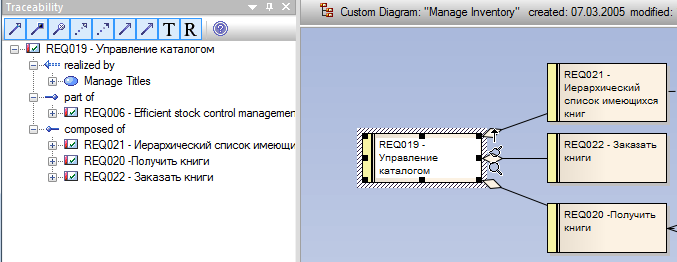 Traceability
T R
REQ019 - Управление каталогом
realized by
Manage Titles
part of
REQ006 - Efficient stock control managemen
composed of
REQ021 - Иерархический список имеющи
REQ020 -Получить книги
REQ022 - Заказать книги
Custom Diagram: "Manage Inventory" created: 07.03.2005 modified:
REQ019 -
Управление
каталогом
REQ021 -
Иерархический
список имеющихся
книг
REQ022 - Заказать
книги
REQ020 -Получить
книги